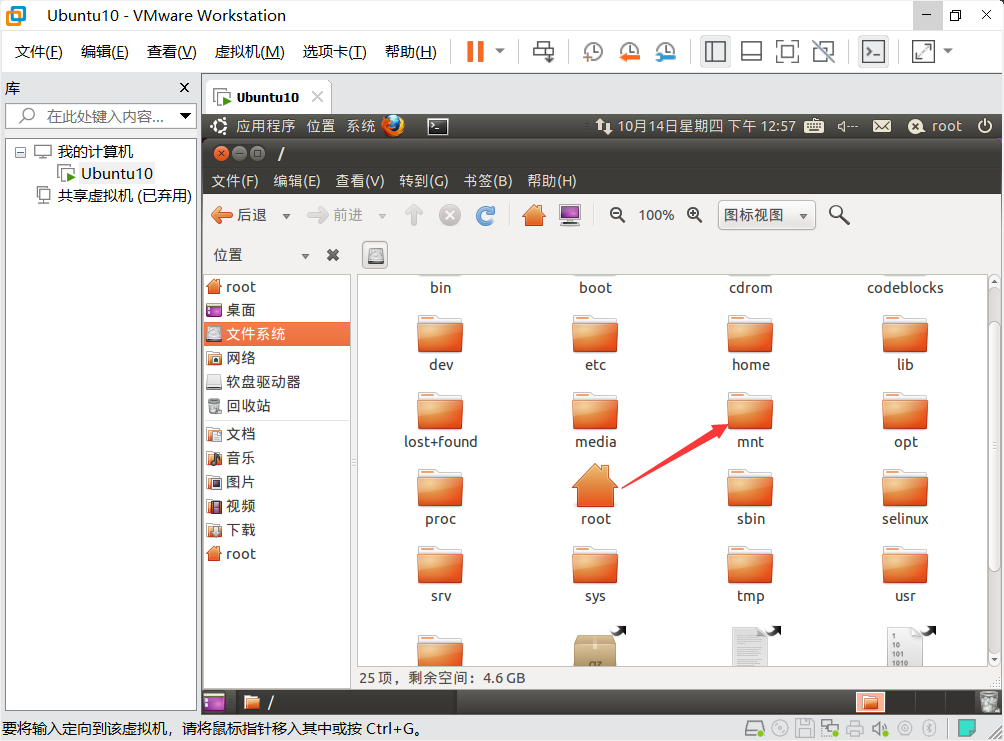 Ubuntu10 - VMware Workstation
文件(F) 编辑(E) 查看(V) 虚拟机(M) 选项卡(T) 帮助(H)
库
在此处键入内容...
我的计算机
Ubuntu10
共享虚拟机 (已弃用)
Ubuntu10
应用程序 位置 系统 10月14日星期四 下午 12:57 root
/
文件(F) 编辑(E) 查看(V) 转到(G) 书签(B) 帮助(H)
后退 前进 100% 图标视图
位置
root
桌面
文件系统
网络
软盘驱动器
回收站
文档
音乐
图片
视频
下载
root
bin boot cdrom codeblocks
dev etc home lib
lost+found media mnt opt
proc root sbin selinux
srv sys tmp usr
1
10
101
1010
25 项，剩余空间：4.6 GB
/
要将输入定向到该虚拟机，请将鼠标指针移入其中或按 Ctrl+G。